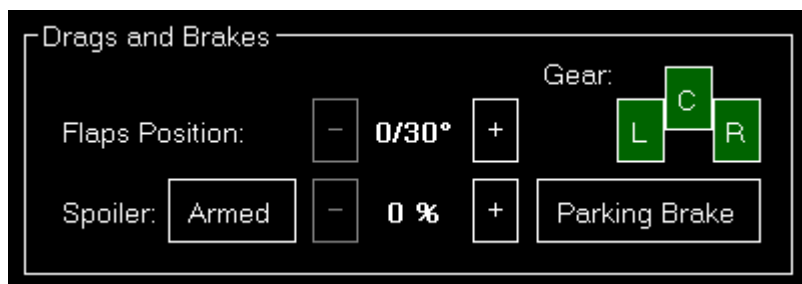 Drags and Brakes
Gear:
C
L R
Flaps Position: - 0/30° +
Spoiler: Armed - 0 % + Parking Brake